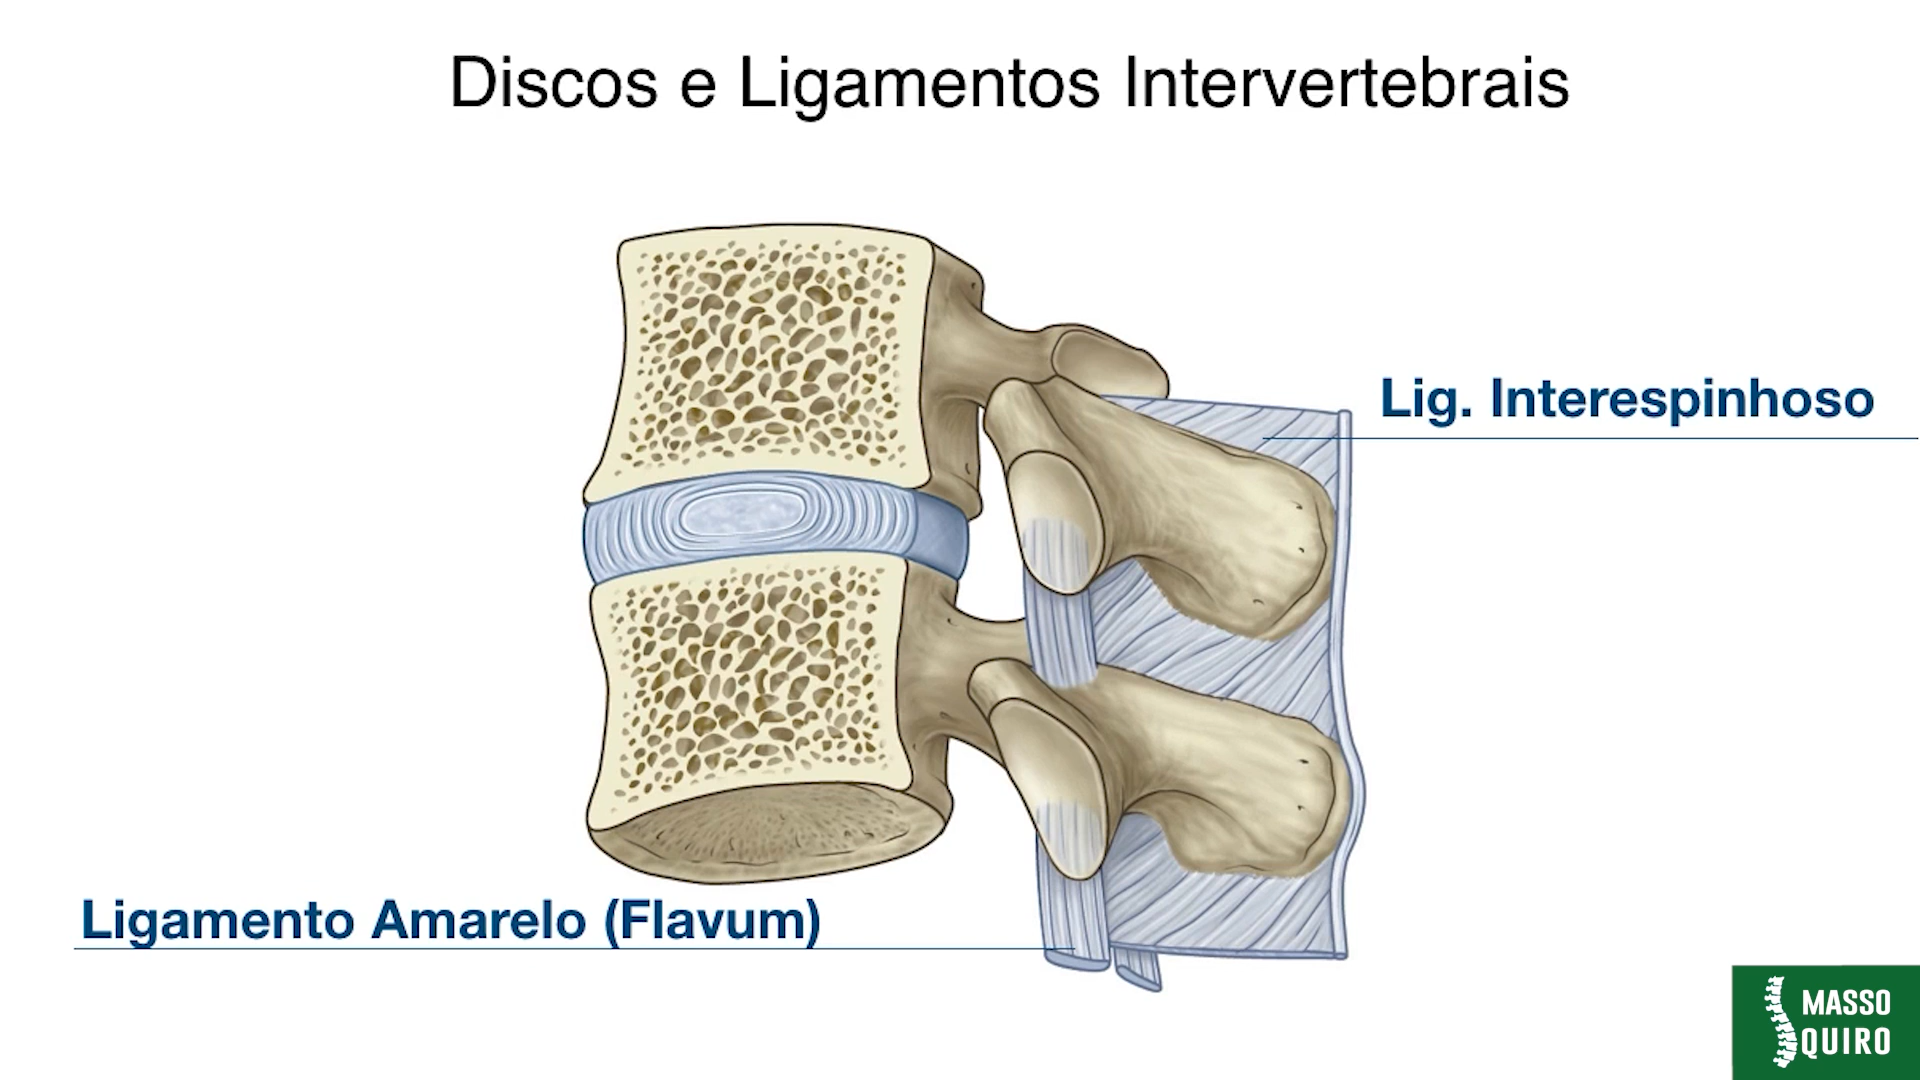 Discos e Ligamentos Intervertebrais
Lig. Interespinhoso
Ligamento Amarelo (Flavum)
MASSO
QUIRO